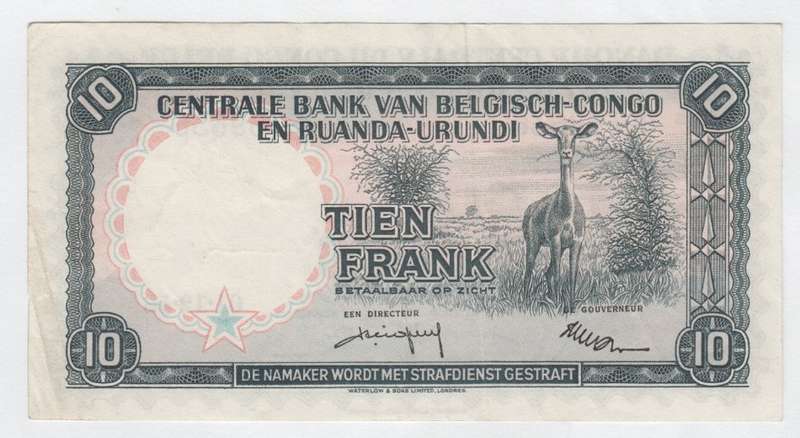 10
10
CENTRALE BANK VAN BELGISCH-CONGO
EN RUANDA-URUNDI
TIEN
FRANK
BETAALBAAR OP ZICHT
EEN DIRECTEUR
DE GOUVERNEUR
10
10
DE NAMAKER WORDT MET STRAFDIENST GESTRAFT
WATERLOW & SONS LIMITED, LONDRES.